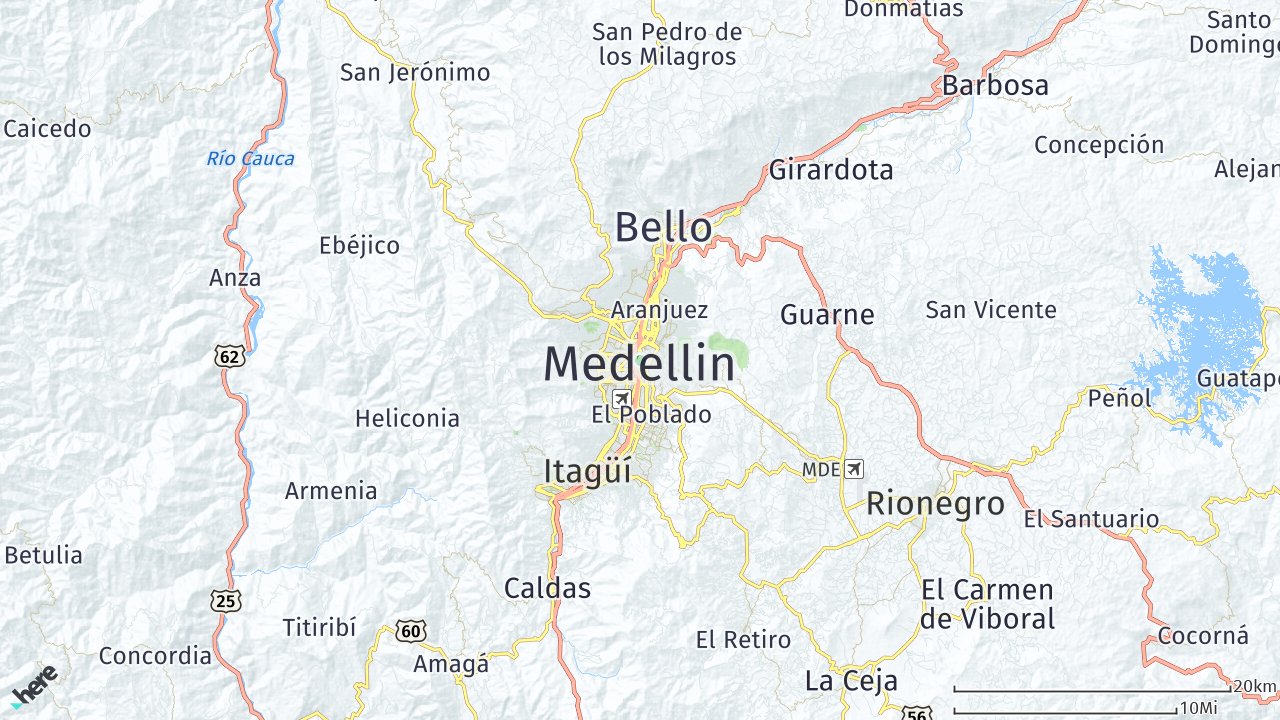 Donmatías
Santo
Doming
San Pedro de
los Milagros
San Jerónimo
Barbosa
Caicedo
Río Cauca
Concepción
Girardota
Alejan
Bello
Ebéjico
Anza
Aranjuez
Guarne
San Vicente
62
Medellin
Guatape
Peñol
El Poblado
Heliconia
Itagüí
MDE
Armenia
Rionegro
El Santuario
Betulia
Caldas
El Carmen
de Viboral
25
Titiribí
60
El Retiro
Cocorná
Concordia
Amagá
here
La Ceja
20km
10Mi
56